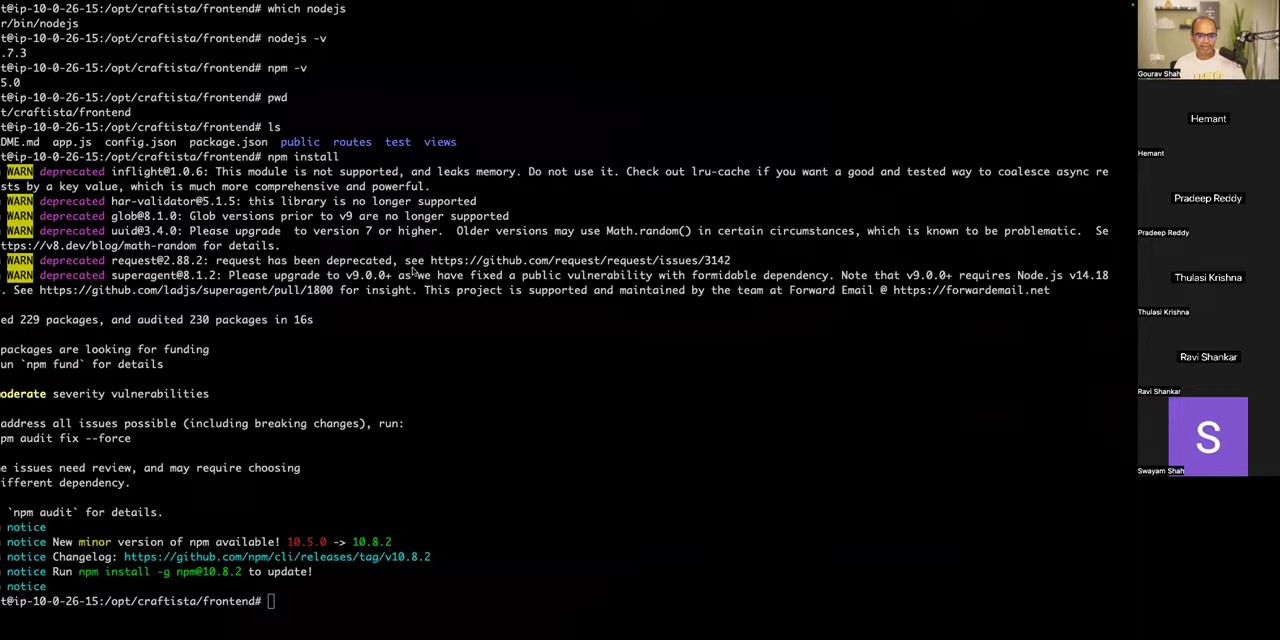 t@ip-10-0-26-15:/opt/craftista/frontend# which nodejs
r/bin/nodejs
t@ip-10-0-26-15:/opt/craftista/frontend# nodejs -v
.7.3
t@ip-10-0-26-15:/opt/craftista/frontend# npm -v
5.0
t@ip-10-0-26-15:/opt/craftista/frontend# pwd
t/craftista/frontend
t@ip-10-0-26-15:/opt/craftista/frontend# ls
DME.md app.js config.json package.json public routes test views
t@ip-10-0-26-15:/opt/craftista/frontend# npm install
WARN deprecated inflight@1.0.6: This module is not supported, and leaks memory. Do not use it. Check out lru-cache if you want a good and tested way to coalesce async re
sts by a key value, which is much more comprehensive and powerful.
WARN deprecated har-validator@5.1.5: this library is no longer supported
WARN deprecated glob@8.1.0: Glob versions prior to v9 are no longer supported
WARN deprecated uuid@3.4.0: Please upgrade to version 7 or higher. Older versions may use Math.random() in certain circumstances, which is known to be problematic. Se
ttps://v8.dev/blog/math-random for details.
WARN deprecated request@2.88.2: request has been deprecated, see https://github.com/request/request/issues/3142
WARN deprecated superagent@8.1.2: Please upgrade to v9.0.0+ as we have fixed a public vulnerability with formidable dependency. Note that v9.0.0+ requires Node.js v14.18
. See https://github.com/ladjs/superagent/pull/1800 for insight. This project is supported and maintained by the team at Forward Email @ https://forwardemail.net
ed 229 packages, and audited 230 packages in 16s
packages are looking for funding
un `npm fund` for details
oderate severity vulnerabilities
address all issues possible (including breaking changes), run:
pm audit fix --force
e issues need review, and may require choosing
ifferent dependency.
`npm audit` for details.
notice
notice New minor version of npm available! 10.5.0 -> 10.8.2
notice Changelog: https://github.com/npm/cli/releases/tag/v10.8.2
notice Run npm install -g npm@10.8.2 to update!
notice
t@ip-10-0-26-15:/opt/craftista/frontend#
Gourav Shah
Hemant
Hemant
Pradeep Reddy
Pradeep Reddy
Thulasi Krishna
Thulasi Krishna
Ravi Shankar
Ravi Shankar
S
Swayam Shah